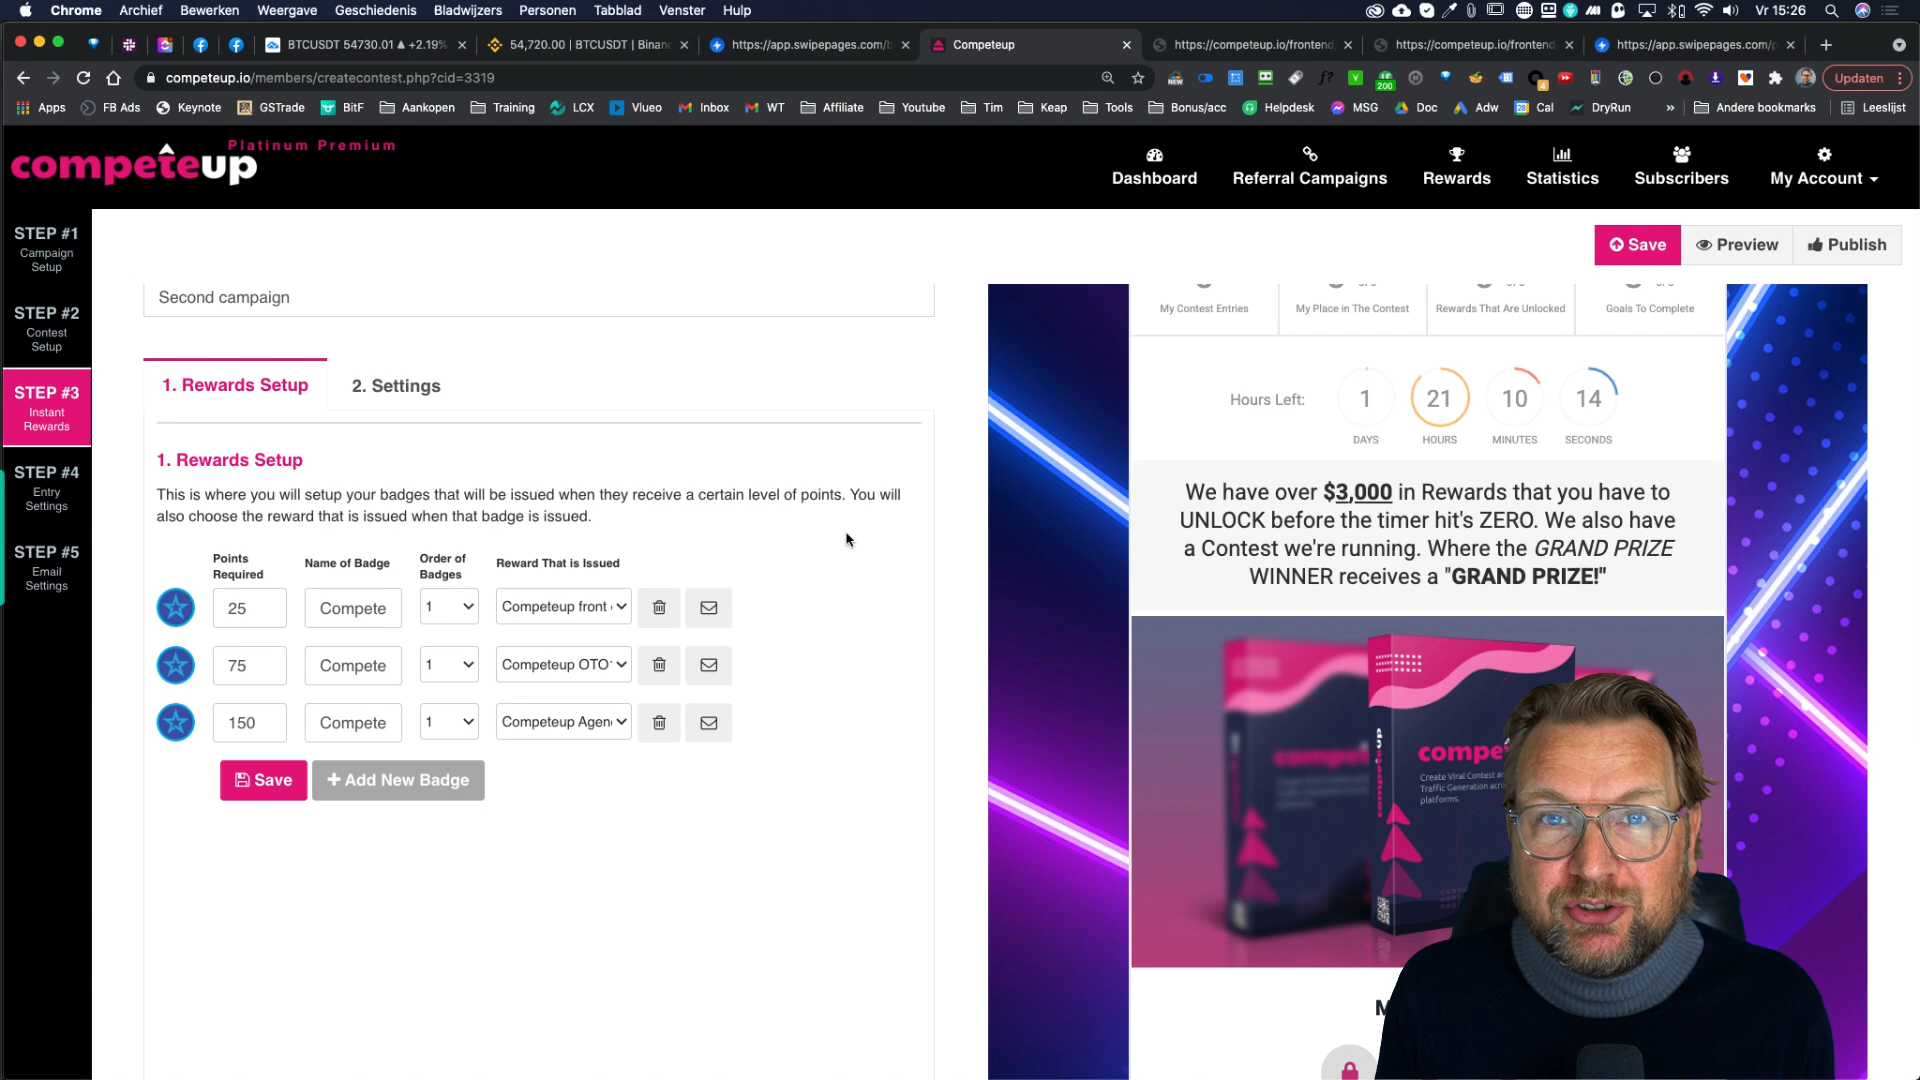 Chrome Archief Bewerken Weergave Geschiedenis Bladwijzers Personen Tabblad Venster Hulp Vr 15:26
BTCUSDT 54730.01 ▲ +2.19% 54,720.00 | BTCUSDT | Binan https://app.swipepages.com/b Competeup https://competeup.io/frontend https://competeup.io/frontend https://app.swipepages.com/p
competeup.io/members/createcontest.php?cid=3319 Updaten
Apps FB Ads Keynote GSTrade BitF Aankopen Training LCX Vlueo Inbox WT Affiliate Youtube Tim Keap Tools Bonus/acc Helpdesk MSG Doc Adw Cal DryRun » Andere bookmarks Leeslijst
Platinum Premium
competeup
Dashboard Referral Campaigns Rewards Statistics Subscribers My Account
STEP #1
Campaign
Setup
STEP #2
Contest
Setup
STEP #3
Instant
Rewards
STEP #4
Entry
Settings
STEP #5
Email
Settings
Save Preview Publish
Second campaign
1. Rewards Setup 2. Settings
1. Rewards Setup
This is where you will setup your badges that will be issued when they receive a certain level of points. You will
also choose the reward that is issued when that badge is issued.
Points
Required
Name of Badge
Order of
Badges
Reward That is Issued
25 Compete 1 Competeup front
75 Compete 1 Competeup OTO
150 Compete 1 Competeup Agen
Save + Add New Badge
My Contest Entries My Place in The Contest Rewards That Are Unlocked Goals To Complete
Hours Left: 1 21 10 14
DAYS HOURS MINUTES SECONDS
We have over $3,000 in Rewards that you have to
UNLOCK before the timer hit's ZERO. We also have
a Contest we're running. Where the GRAND PRIZE
WINNER receives a "GRAND PRIZE!"
competeup
compe
Create Viral Contest a
Traffic Generation acr
platforms.
M